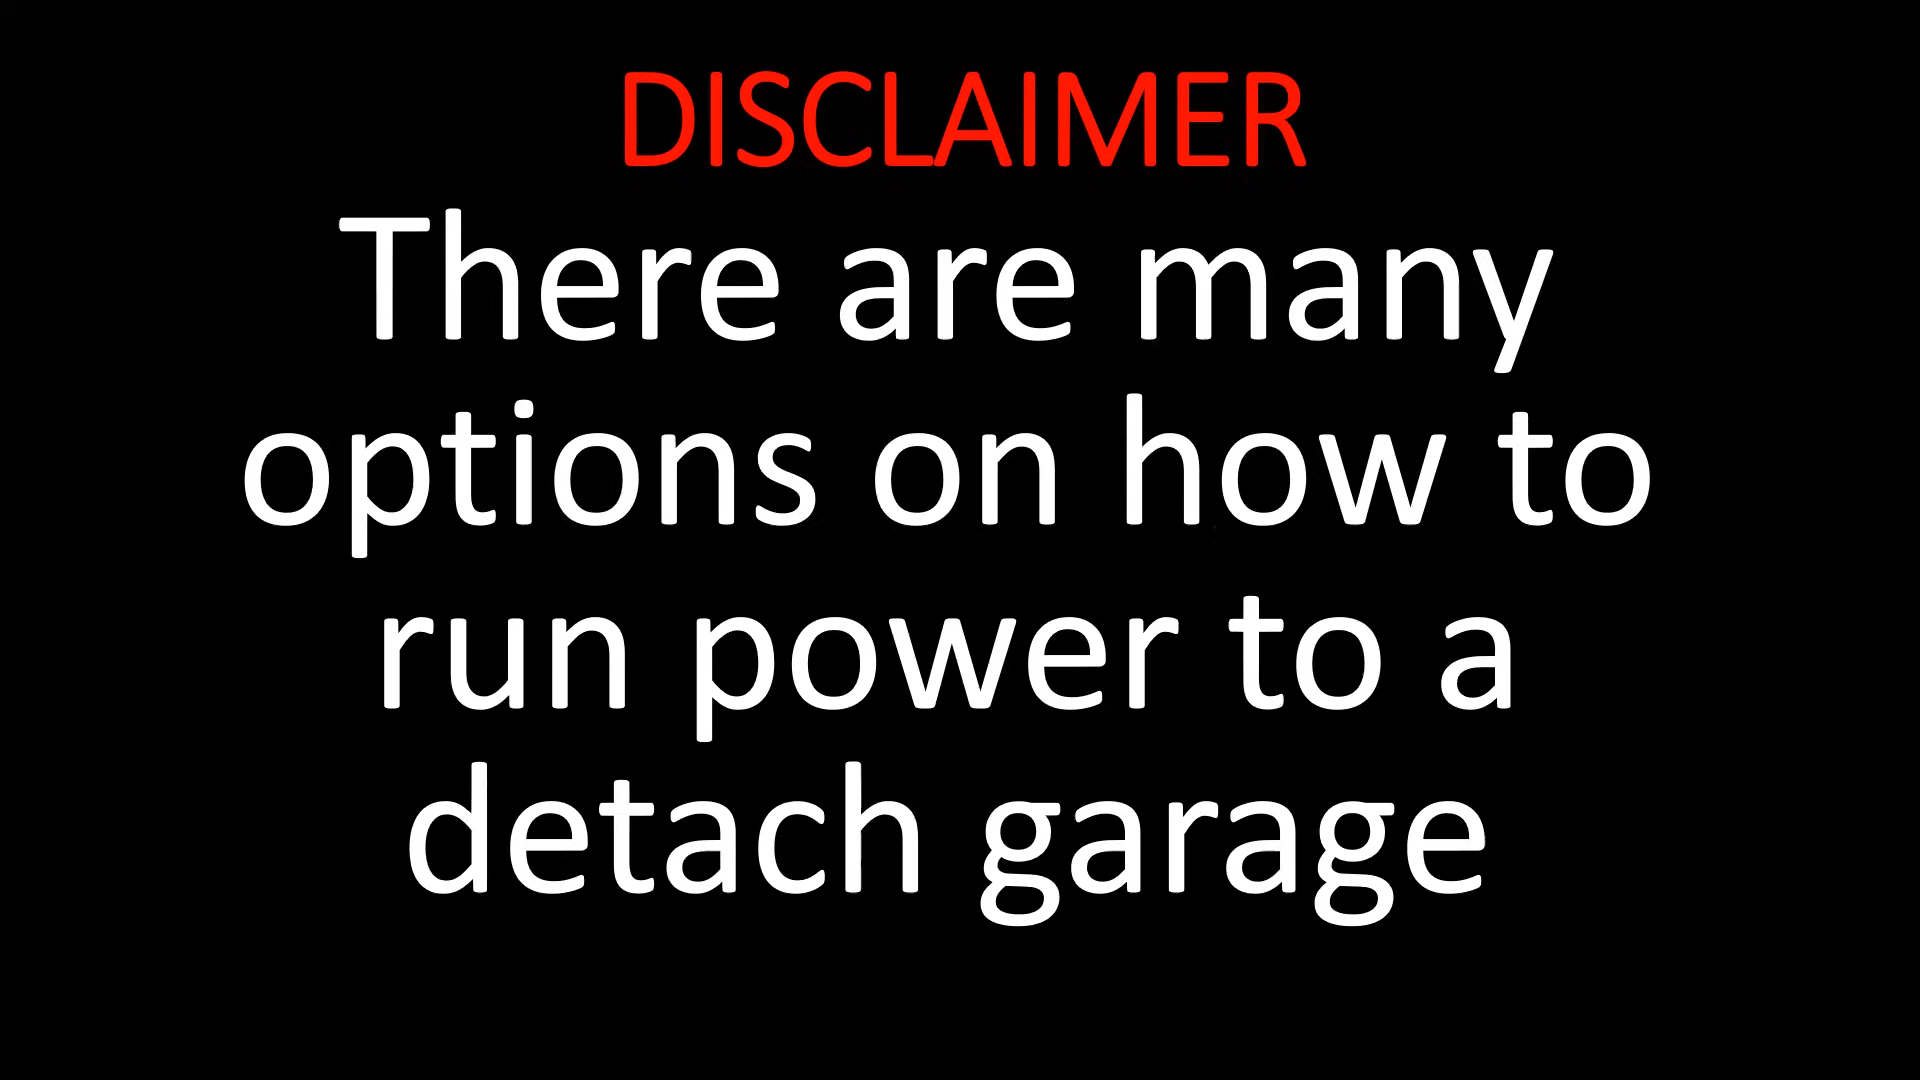 DISCLAIMER
There are many
options on how to
run power to a
detach garage